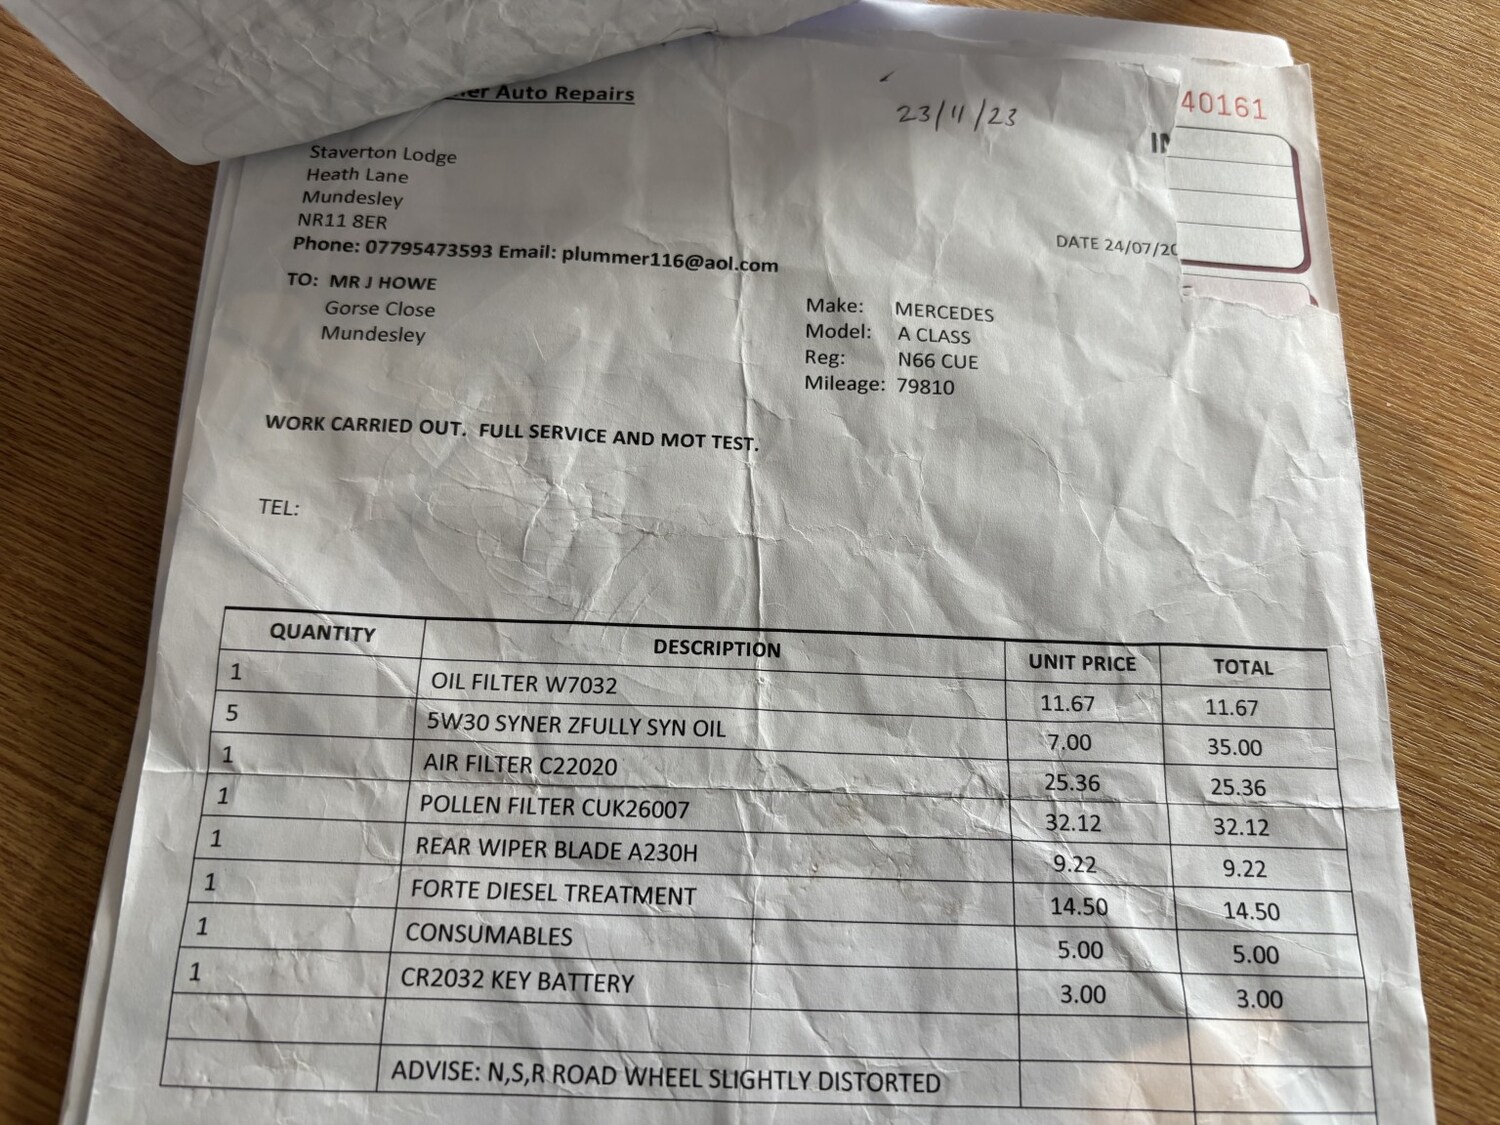 Auto Repairs
23/11/23
40161
Staverton Lodge
Heath Lane
Mundesley
NR11 8ER
Phone: 07795473593 Email: plummer116@aol.com
DATE 24/07/20
TO: MR J HOWE
Gorse Close
Mundesley
Make: MERCEDES
Model: A CLASS
Reg: N66 CUE
Mileage: 79810
WORK CARRIED OUT. FULL SERVICE AND MOT TEST.
TEL:
QUANTITY DESCRIPTION UNIT PRICE TOTAL
1 OIL FILTER W7032 11.67 11.67
5 5W30 SYNER ZFULLY SYN OIL 7.00 35.00
1 AIR FILTER C22020 25.36 25.36
1 POLLEN FILTER CUK26007 32.12 32.12
1 REAR WIPER BLADE A230H 9.22 9.22
1 FORTE DIESEL TREATMENT 14.50 14.50
1 CONSUMABLES 5.00 5.00
1 CR2032 KEY BATTERY 3.00 3.00
ADVISE: N,S,R ROAD WHEEL SLIGHTLY DISTORTED